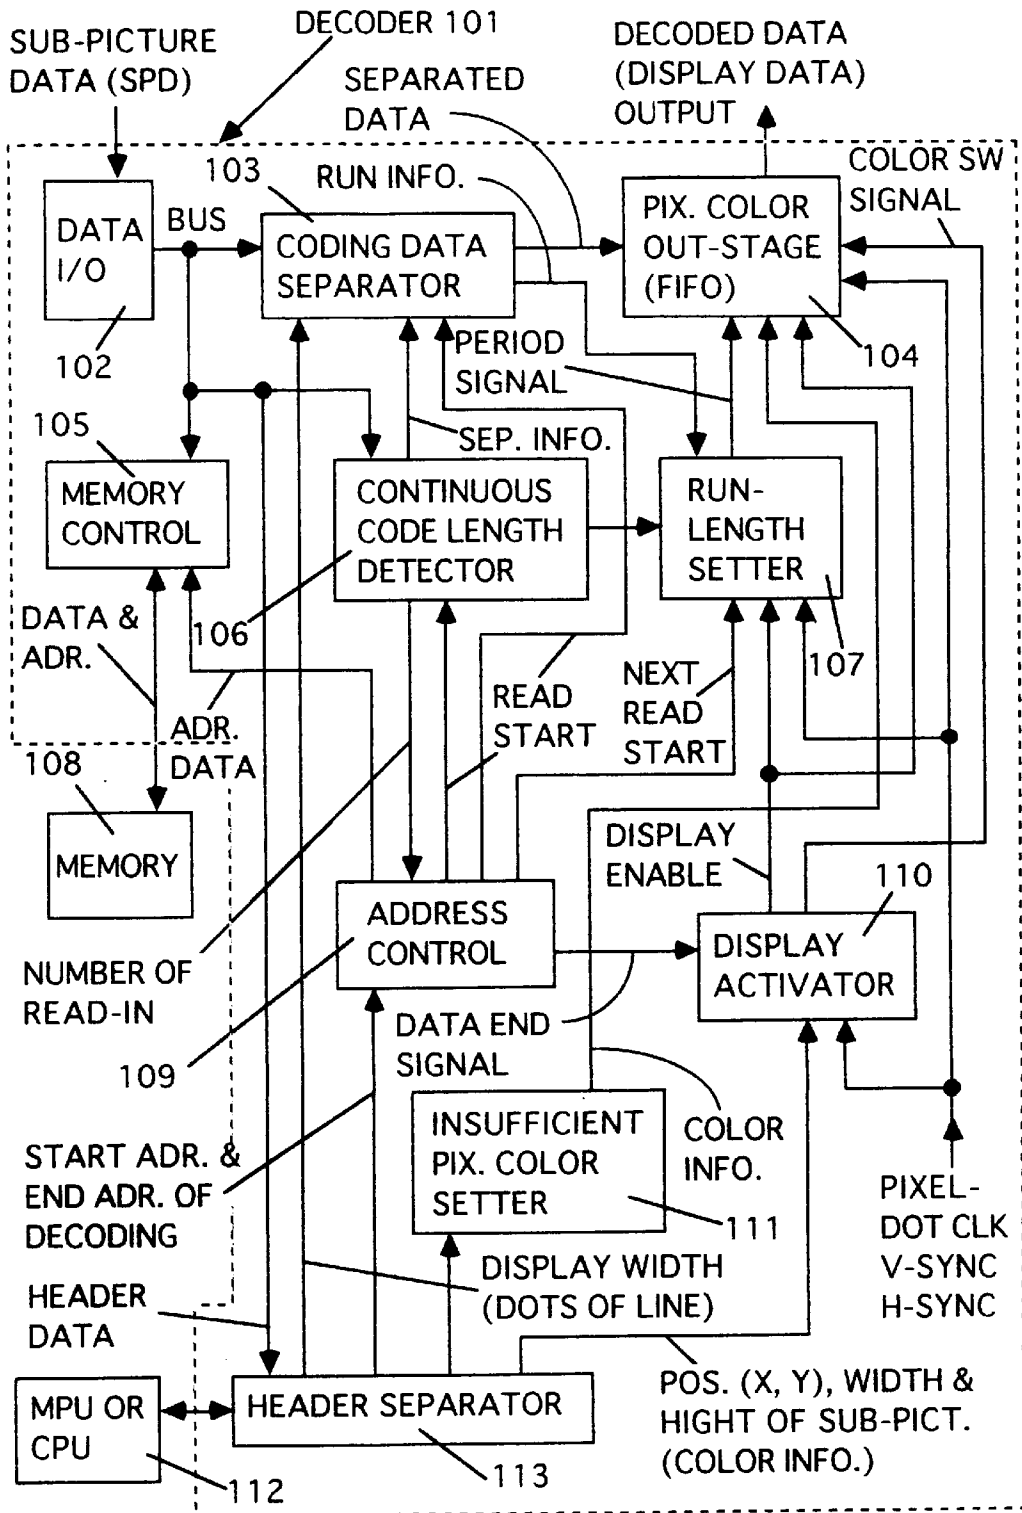 DECODER 101
SUB-PICTURE
DATA (SPD)
SEPARATED
DATA
DECODED DATA
(DISPLAY DATA)
OUTPUT
COLOR SW
SIGNAL
103
RUN INFO.
BUS
DATA
I/O
CODING DATA
SEPARATOR
PIX. COLOR
OUT-STAGE
(FIFO)
102
104
PERIOD
SIGNAL
105
SEP. INFO.
MEMORY
CONTROL
CONTINUOUS
CODE LENGTH
DETECTOR
RUN-
LENGTH
SETTER
DATA &
ADR.
106
107
READ
START
NEXT
READ
START
ADR.
DATA
108
MEMORY
DISPLAY
ENABLE
110
ADDRESS
CONTROL
DISPLAY
ACTIVATOR
NUMBER OF
READ-IN
109
DATA END
SIGNAL
INSUFFICIENT
PIX. COLOR
SETTER
COLOR
INFO.
START ADR. &
END ADR. OF
DECODING
111
PIXEL-
DOT CLK
V-SYNC
H-SYNC
DISPLAY WIDTH
(DOTS OF LINE)
HEADER
DATA
MPU OR
CPU
HEADER SEPARATOR
POS. (X, Y), WIDTH &
HIGHT OF SUB-PICT.
(COLOR INFO.)
112
113